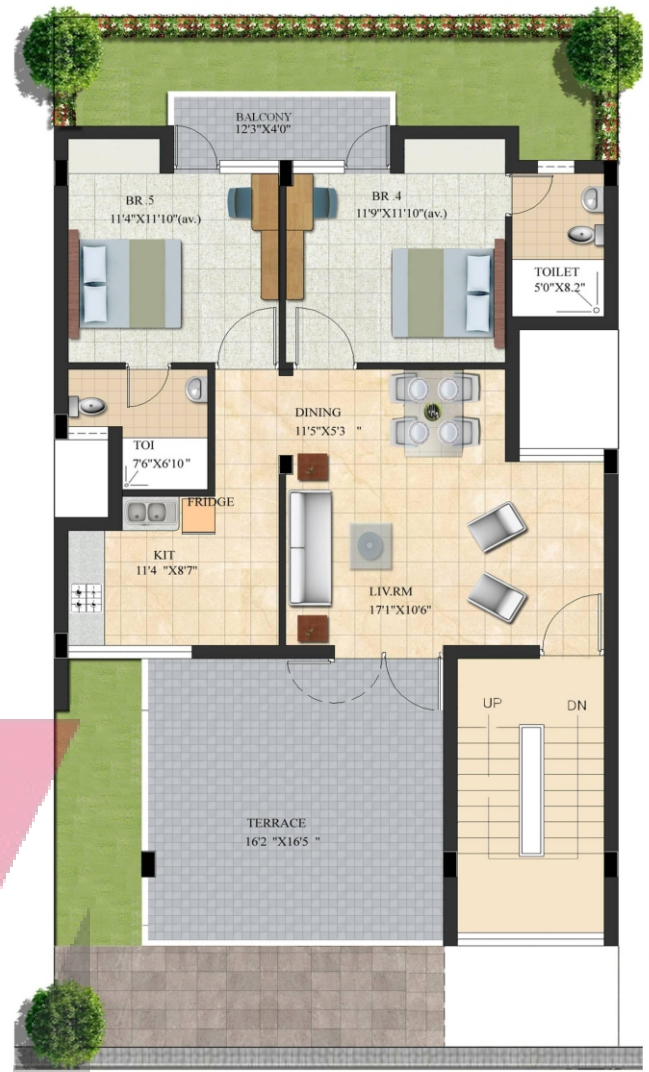 BALCONY
12'3"X4'0"
BR .5
11'4"X11'10"(av.)
BR .4
11'9"X11'10"(av.)
TOILET
5'0"X8.2"
DINING
11'5"X5'3 "
TOI
7'6"X6'10"
FRIDGE
KIT
11'4 "X8'7"
LIV.RM
17'1"X10'6"
UP
DN
TERRACE
16'2 "X16'5 "